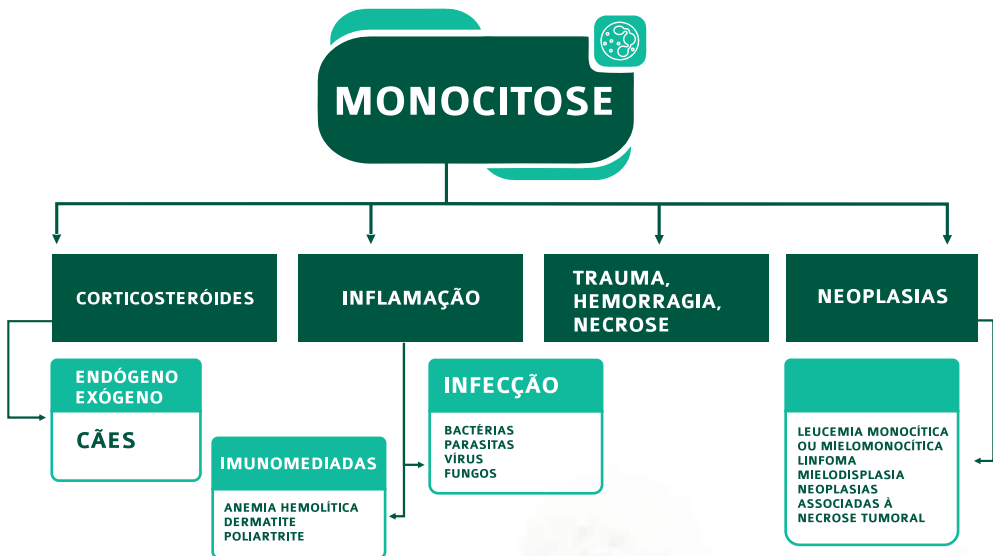 MONOCITOSE
CORTICOSTERÓIDES
INFLAMAÇÃO
TRAUMA,
HEMORRAGIA,
NECROSE
NEOPLASIAS
ENDÓGENO
EXÓGENO
CÃES
IMUNOMEDIADAS
ANEMIA HEMOLÍTICA
DERMATITE
POLIARTRITE
INFECÇÃO
BACTÉRIAS
PARASITAS
VÍRUS
FUNGOS
LEUCEMIA MONOCÍTICA
OU MIELOMONOCÍTICA
LINFOMA
MIELODISPLASIA
NEOPLASIAS
ASSOCIADAS À
NECROSE TUMORAL